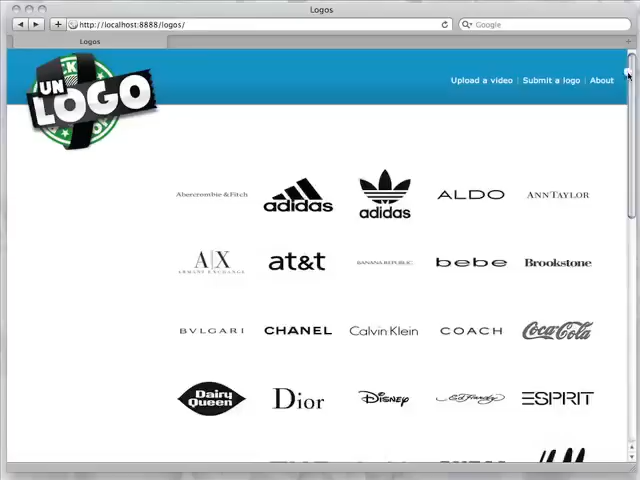 Logos
http://localhost:8888/logos/
Google
Logos
UN
LOGO
Upload a video | Submit a logo | About
Abercrombie & Fitch
adidas
adidas
ALDO
ANNTAYLOR
A|X
ARMANI EXCHANGE
at&t
BANANA REPUBLIC
bebe
Brookstone
BVLGARI
CHANEL
Calvin Klein
COACH
Coca-Cola
Dairy Queen
Dior
Disney
Ed Hardy
ESPRIT